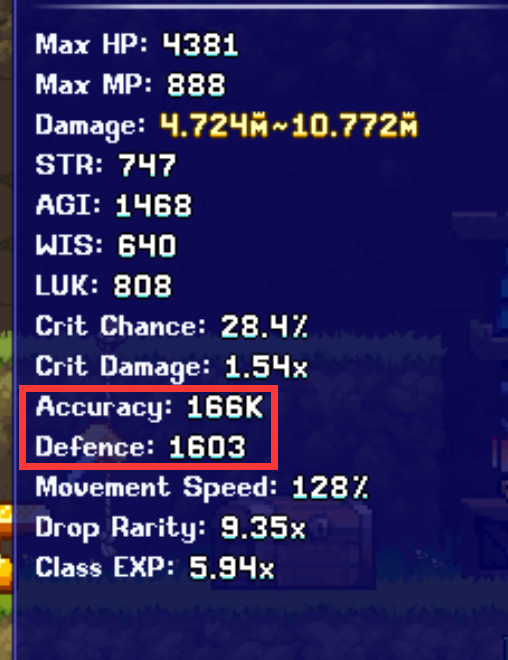 Max HP: 4381
Max MP: 888
Damage: 4.724M~10.772M
STR: 747
AGI: 1468
WIS: 640
LUK: 808
Crit Chance: 28.4%
Crit Damage: 1.54x
Accuracy: 166K
Defence: 1603
Movement Speed: 128%
Drop Rarity: 9.35x
Class EXP: 5.94x